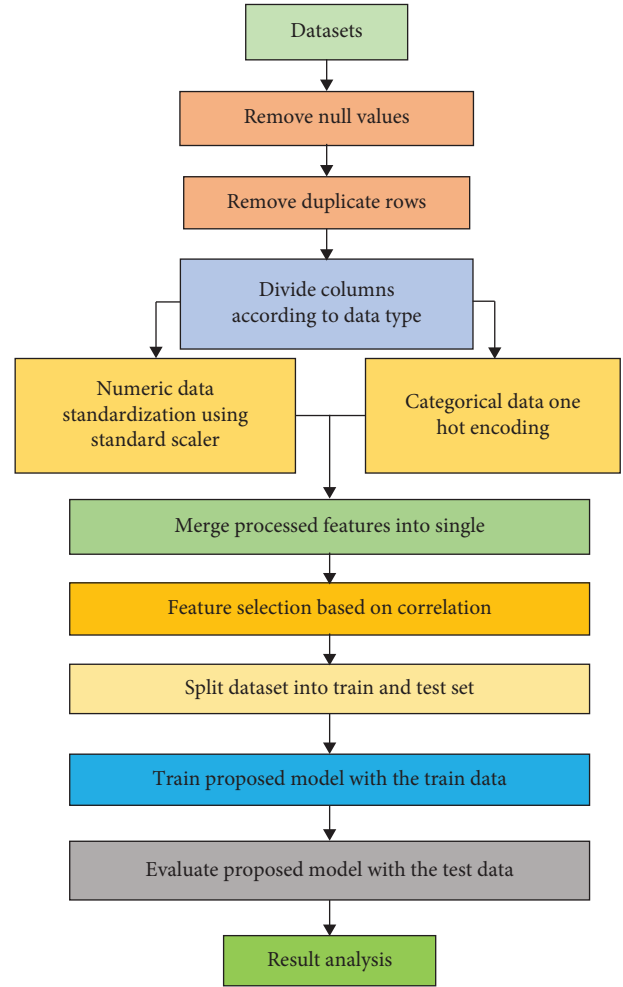 Datasets
Remove null values
Remove duplicate rows
Divide columns
according to data type
Numeric data
standardization using
standard scaler
Categorical data one
hot encoding
Merge processed features into single
Feature selection based on correlation
Split dataset into train and test set
Train proposed model with the train data
Evaluate proposed model with the test data
Result analysis